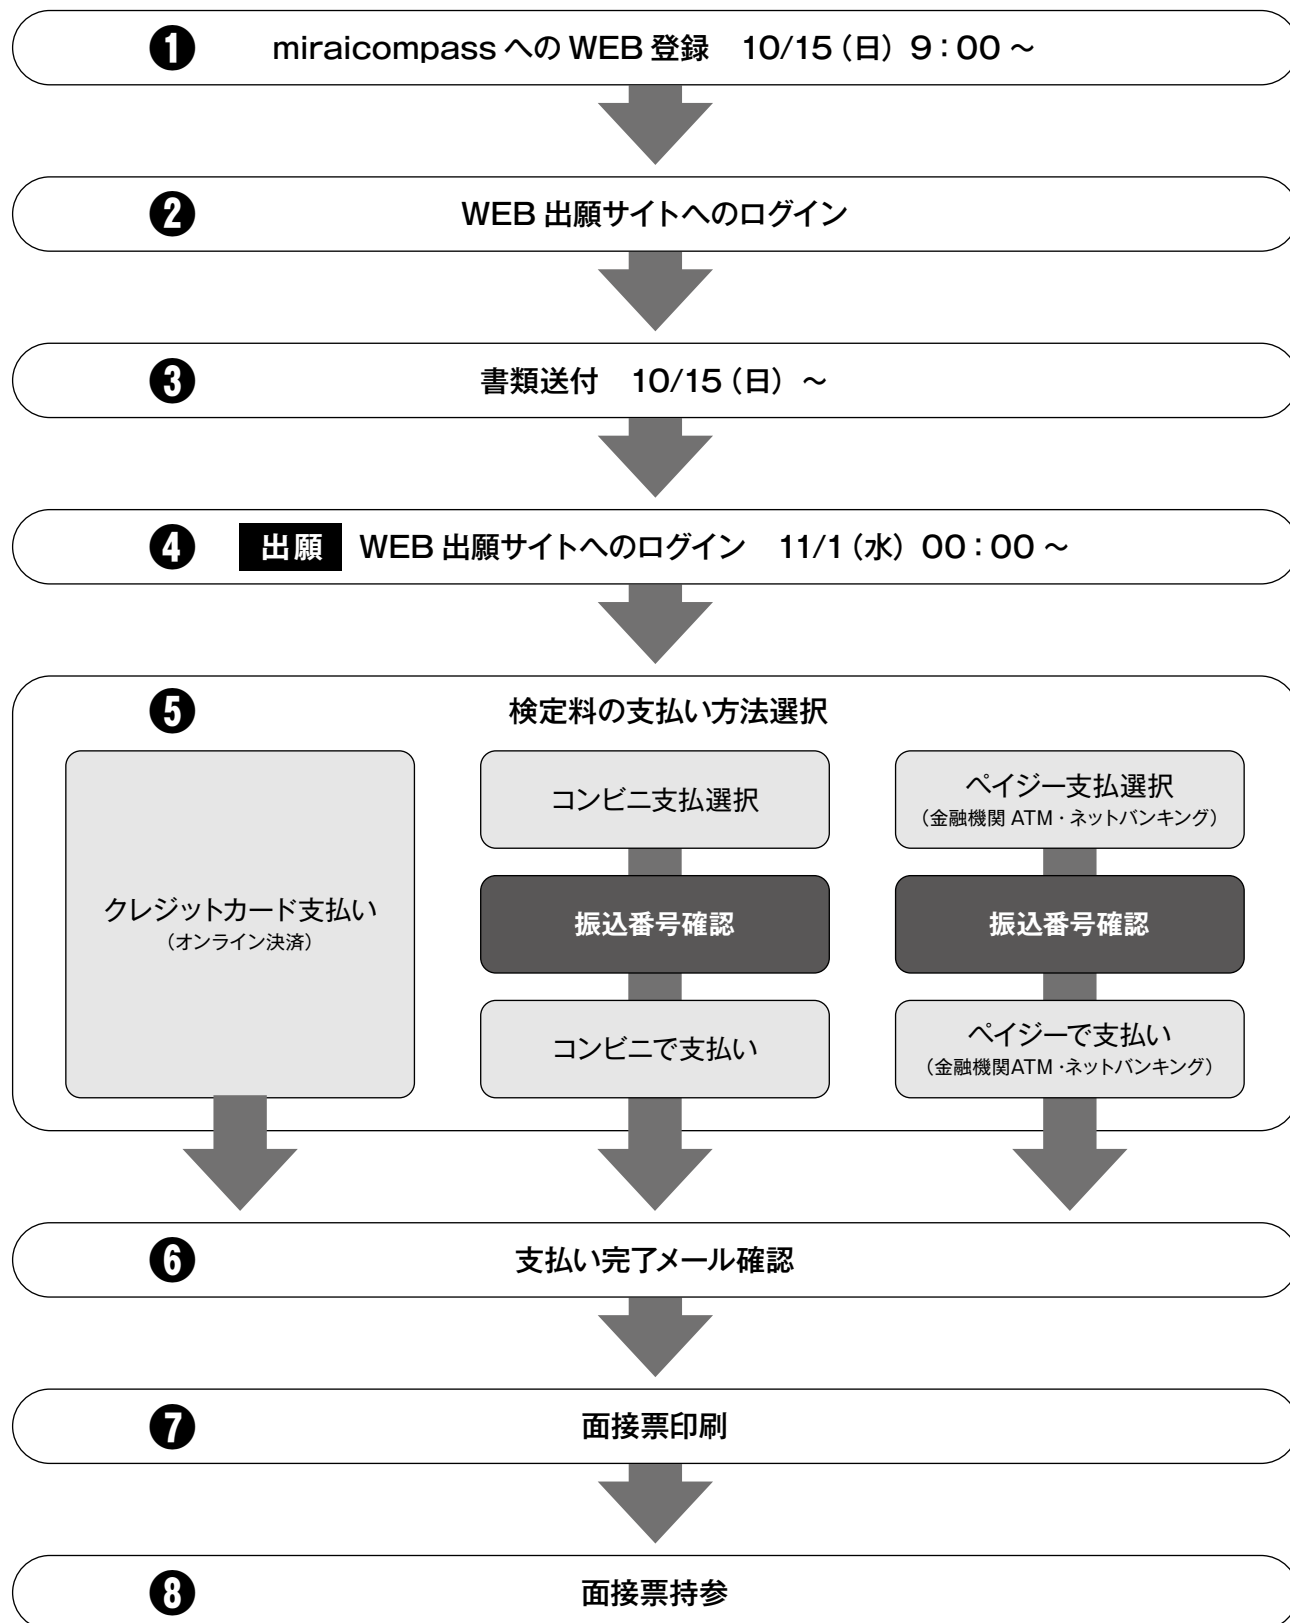 ❶ miraicompass への WEB 登録　10/15（日）9：00 〜
❷ WEB 出願サイトへのログイン
❸ 書類送付　10/15（日）〜
❹ 出願 WEB 出願サイトへのログイン　11/1（水）00：00 〜
❺ 検定料の支払い方法選択
クレジットカード支払い
（オンライン決済）
コンビニ支払選択
振込番号確認
コンビニで支払い
ペイジー支払選択
（金融機関 ATM・ネットバンキング）
振込番号確認
ペイジーで支払い
（金融機関ATM・ネットバンキング）
❻ 支払い完了メール確認
❼ 面接票印刷
❽ 面接票持参